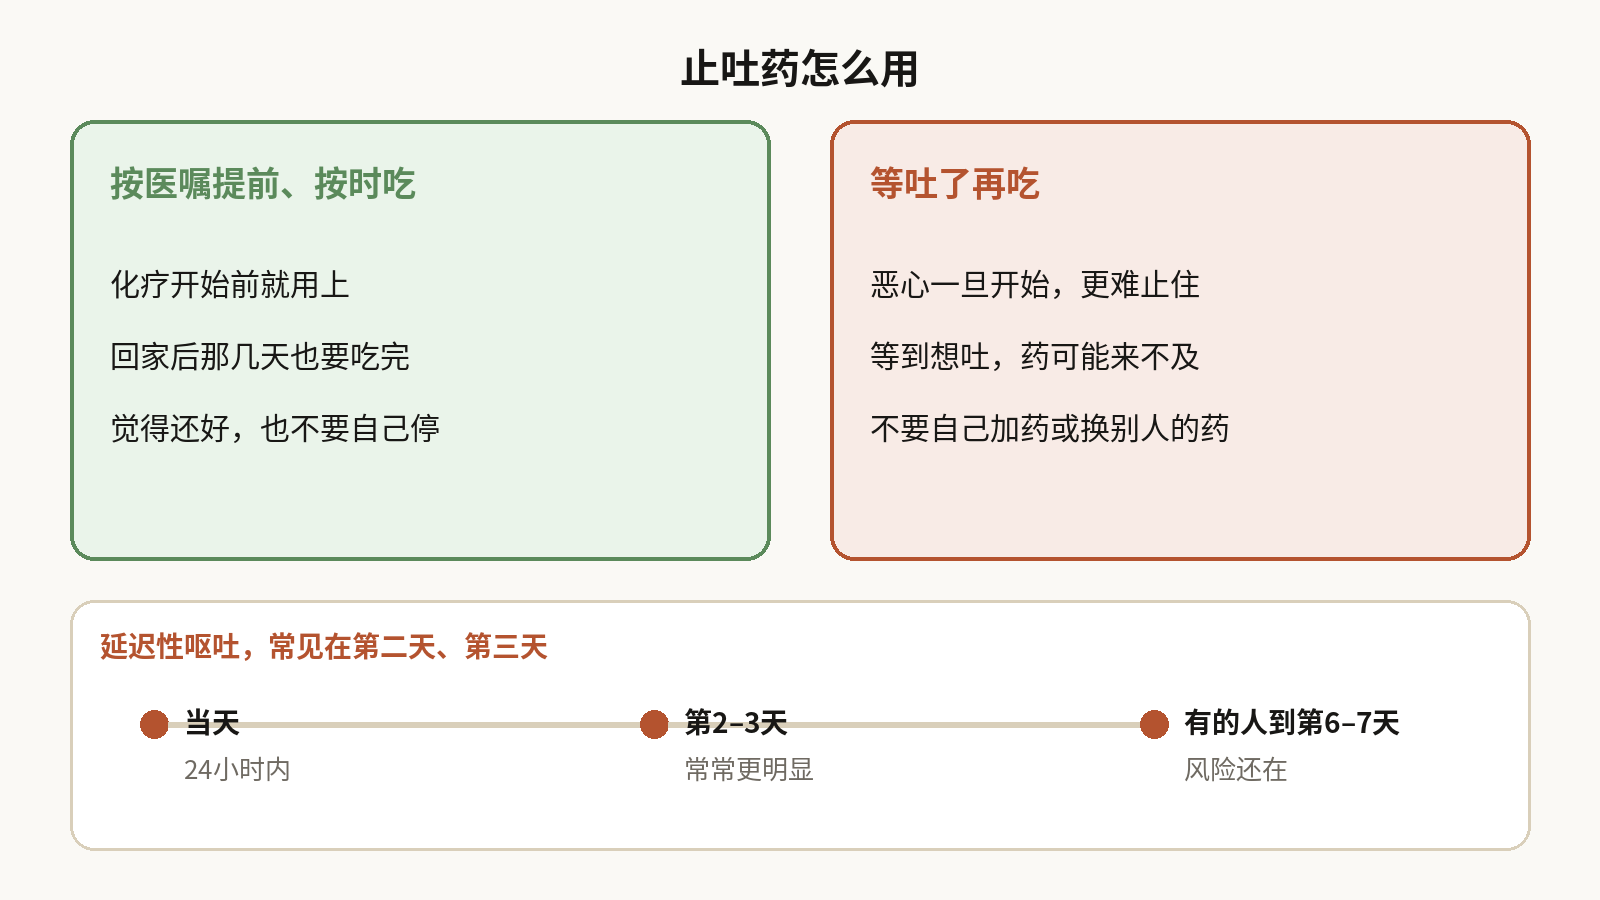 止吐药怎么用
按医嘱提前、按时吃
化疗开始前就用上
回家后那几天也要吃完
觉得还好，也不要自己停
等吐了再吃
恶心一旦开始，更难止住
等到想吐，药可能来不及
不要自己加药或换别人的药
延迟性呕吐，常见在第二天、第三天
当天
24小时内
第2–3天
常常更明显
有的人到第6–7天
风险还在